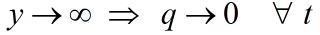 y → ∞ ⇒ q → 0 ∀ t